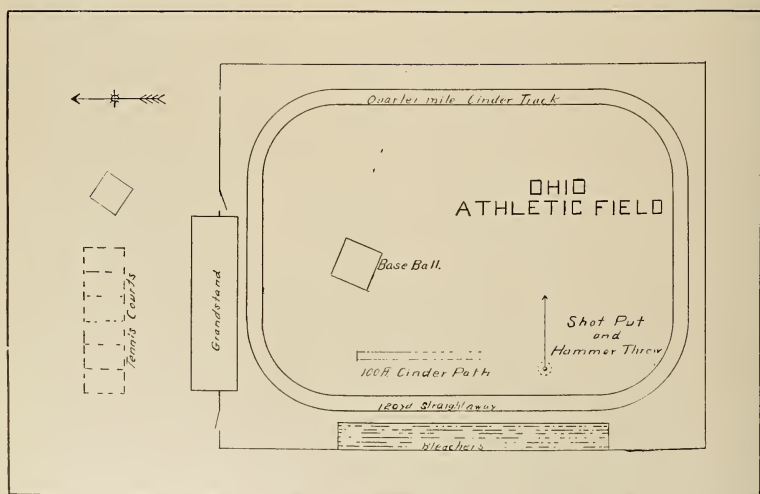 Quarter mile Cinder Track
OHIO
ATHLETIC FIELD
Base Ball.
Grandstand
Tennis Courts
Shot Put
and
Hammer Throw
100ft. Cinder Path
120yd Straightaway
bleachers